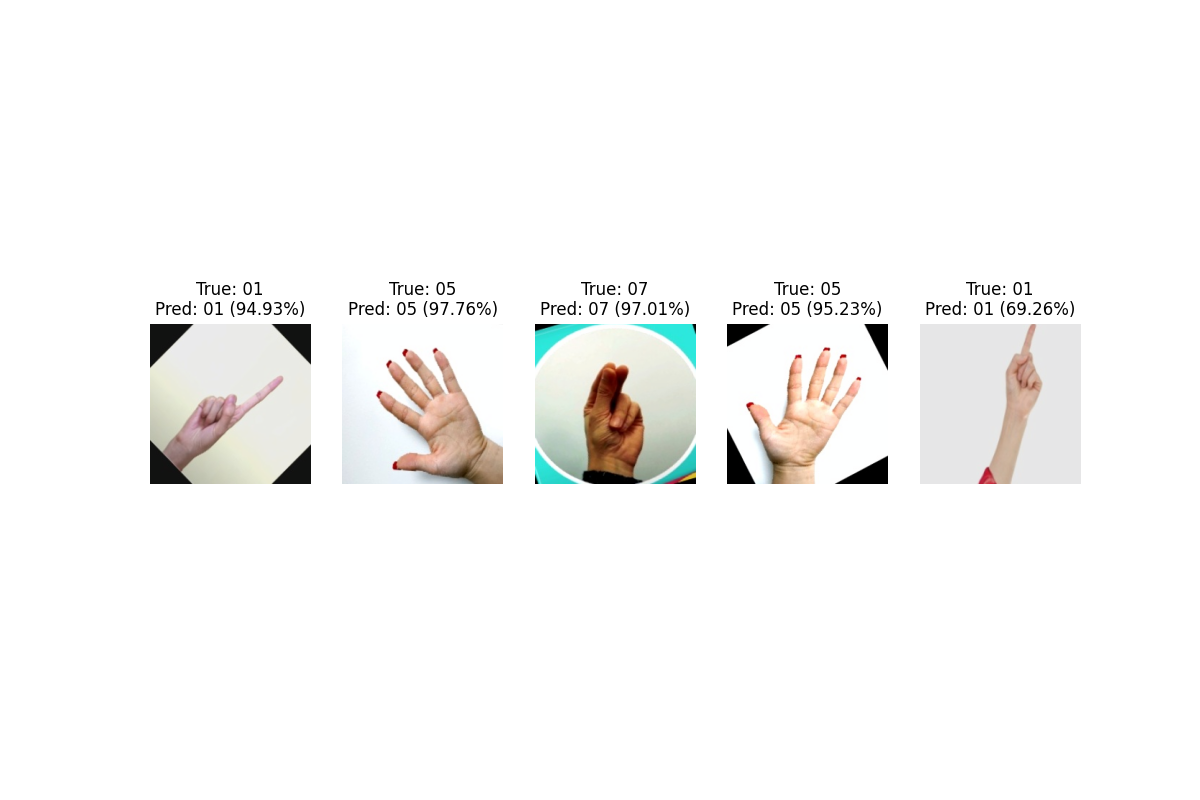 True: 01
Pred: 01 (94.93%)
True: 05
Pred: 05 (97.76%)
True: 07
Pred: 07 (97.01%)
True: 05
Pred: 05 (95.23%)
True: 01
Pred: 01 (69.26%)